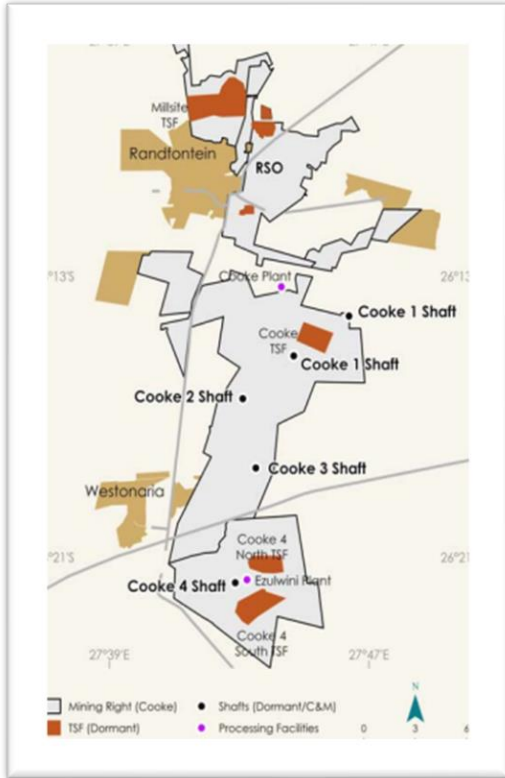 Millsite
TSF
Randfontein
RSO
°13'S
26°13
Cooke Plant
Cooke 1 Shaft
Cooke
TSF
Cooke 1 Shaft
Cooke 2 Shaft
Cooke 3 Shaft
Westonaria
Cooke 4
North TSF
°21'S
26°21
Cooke 4 Shaft
Ezulwini Plant
Cooke 4
South TSF
27°39'E
27°47'E
Mining Right (Cooke)
Shafts (Dormant/C&M)
N
TSF (Dormant)
Processing Facilities
0 3 6